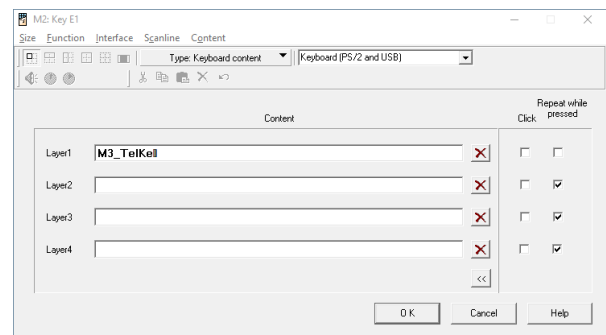 M2: Key E1
Size Function Interface Scanline Content
Type: Keyboard content Keyboard (PS/2 and USB)
Repeat while
Content Click pressed
Layer1
Layer2
Layer3
Layer4
<<
OK Cancel Help